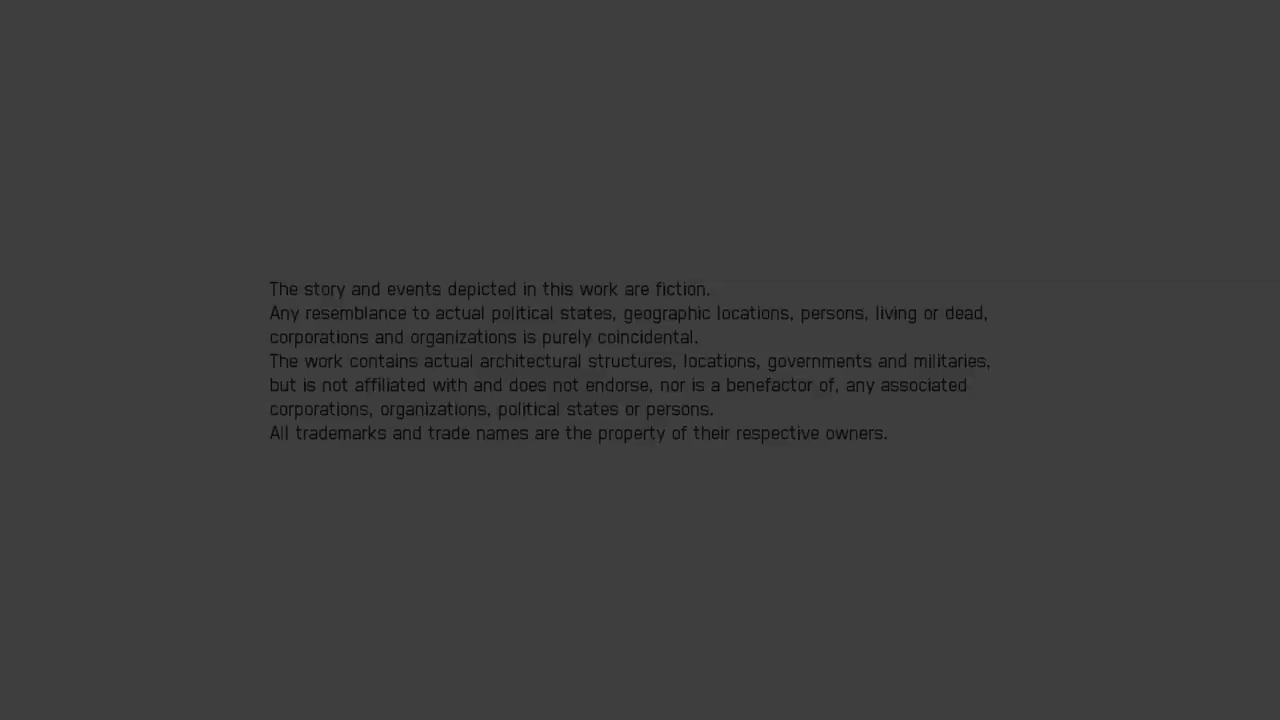 The story and events depicted in this work are fiction.
Any resemblance to actual political states, geographic locations, persons, living or dead,
corporations and organizations is purely coincidental.
The work contains actual architectural structures, locations, governments and militaries,
but is not affiliated with and does not endorse, nor is a benefactor of, any associated
corporations, organizations, political states or persons.
All trademarks and trade names are the property of their respective owners.